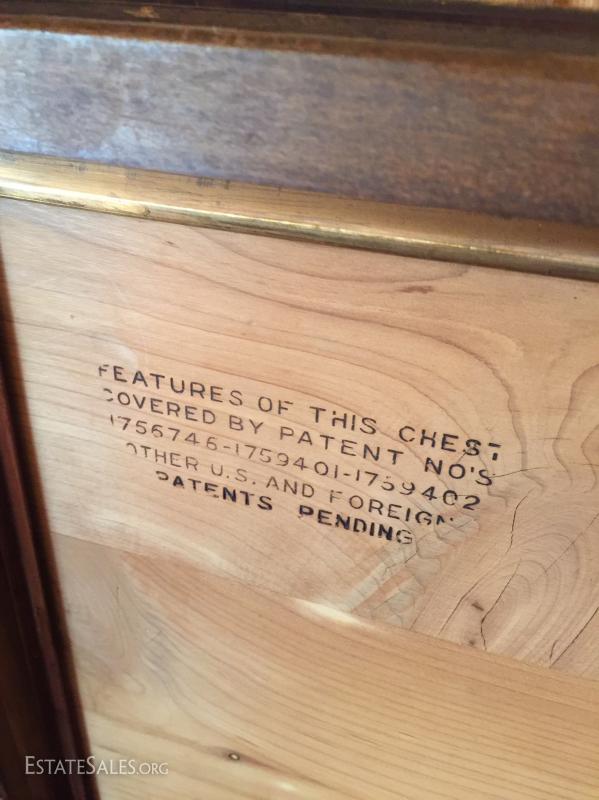 FEATURES OF THIS CHEST
COVERED BY PATENT NO'S
1756746-1759401-1759402
OTHER U.S. AND FOREIGN
PATENTS PENDING
ESTATESALES.ORG